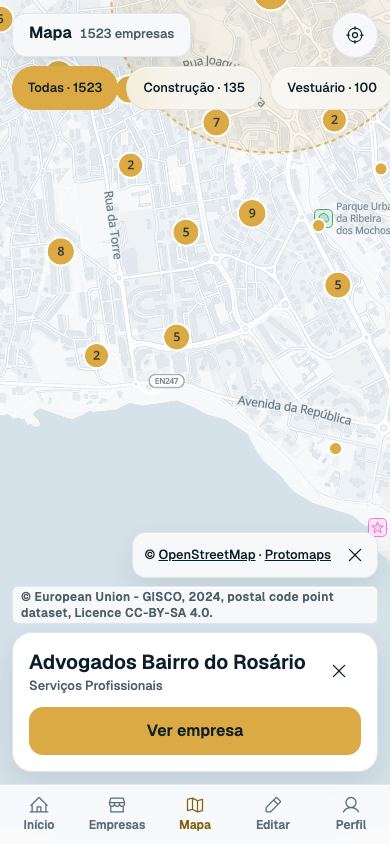 Mapa 1523 empresas
Rua Joaq
Todas · 1523
Construção · 135
Vestuário · 100
7
2
2
Rua da Torre
9
Parque Urba
da Ribeira
dos Mochos
5
8
5
5
2
EN247
Avenida da República
© OpenStreetMap · Protomaps
© European Union - GISCO, 2024, postal code point
dataset, Licence CC-BY-SA 4.0.
Advogados Bairro do Rosário
Serviços Profissionais
Ver empresa
Início
Empresas
Mapa
Editar
Perfil